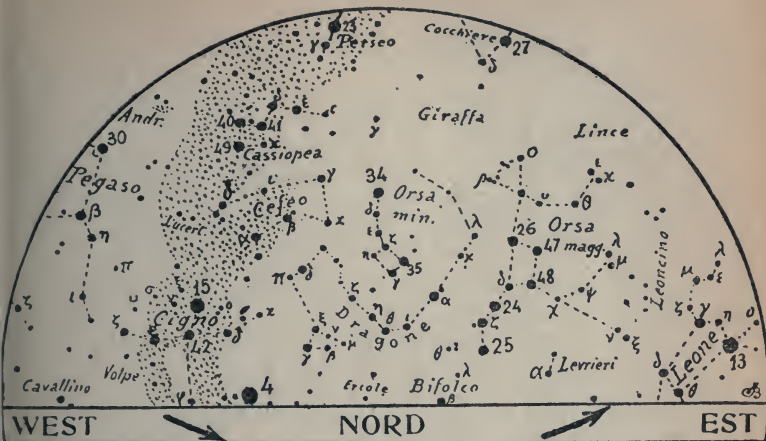 23
γ Perseo
Cocchiere 27
δ
Andr.
ε
Giraffa
γ
30
40 41
49
κ
Cassiopea
Lince
Pegaso
ο
ι
κ
β
η
δ
ι
γ
34
Orsa
min.
ρ
υ
θ
Lucert.
Cefeo
β
κ
α
δ
ε
ζ
η
35
γ
λ
κ
26 Orsa
47 magg.
λ
μ
Leoncino
λ
μ
ε
π
π
δ
ζ
δ
48
ψ
χ
ζ
γ
η
ο
15
α
24
Cigno
42
δ
κ
Dragone
η
θ
ι
ζ
25
ν
ξ
Leone
13
ζ
ι
ζ
ε
ξ
ν
γ
β
μ
θ
λ
α
Levrieri
δ
θ
Cavallino
Volpe
4
Ercole
Bifolco
β
WEST
NORD
EST